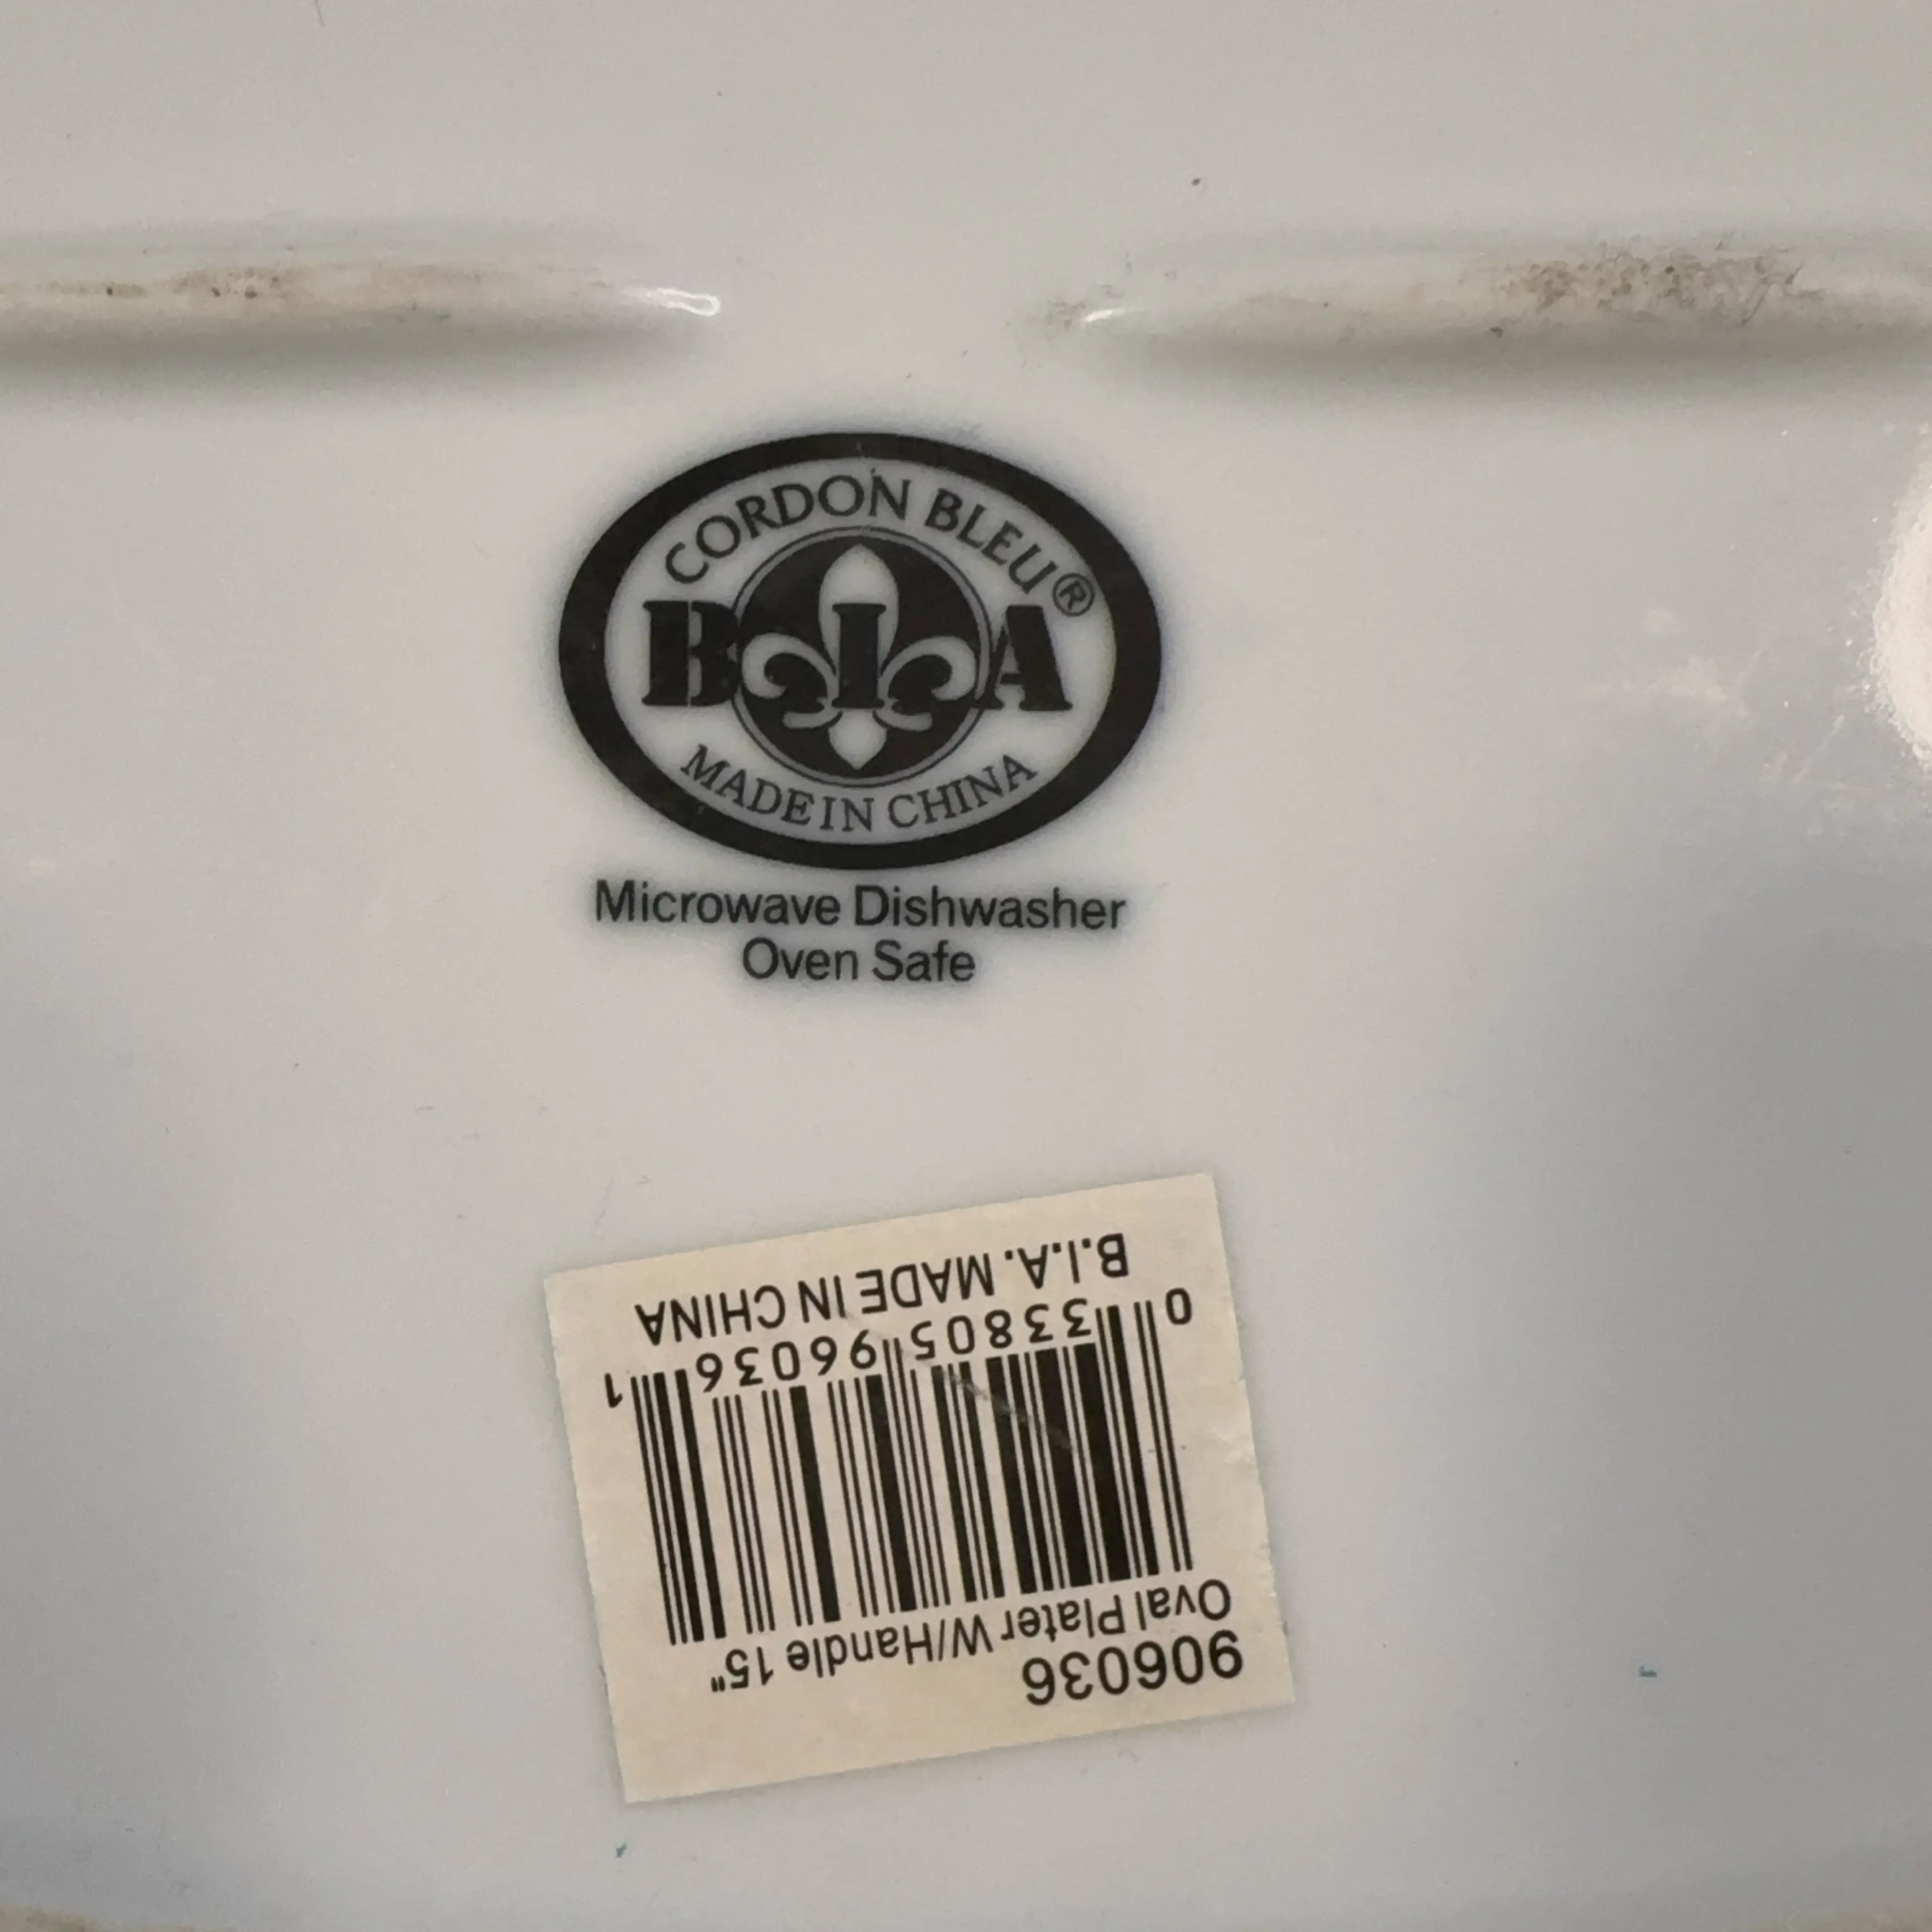 CORDON BLEU®
BIA
MADE IN CHINA
Microwave Dishwasher
Oven Safe
906036
Oval Plater W/Handle 15"
0 33805 96036 1
B.I.A. MADE IN CHINA